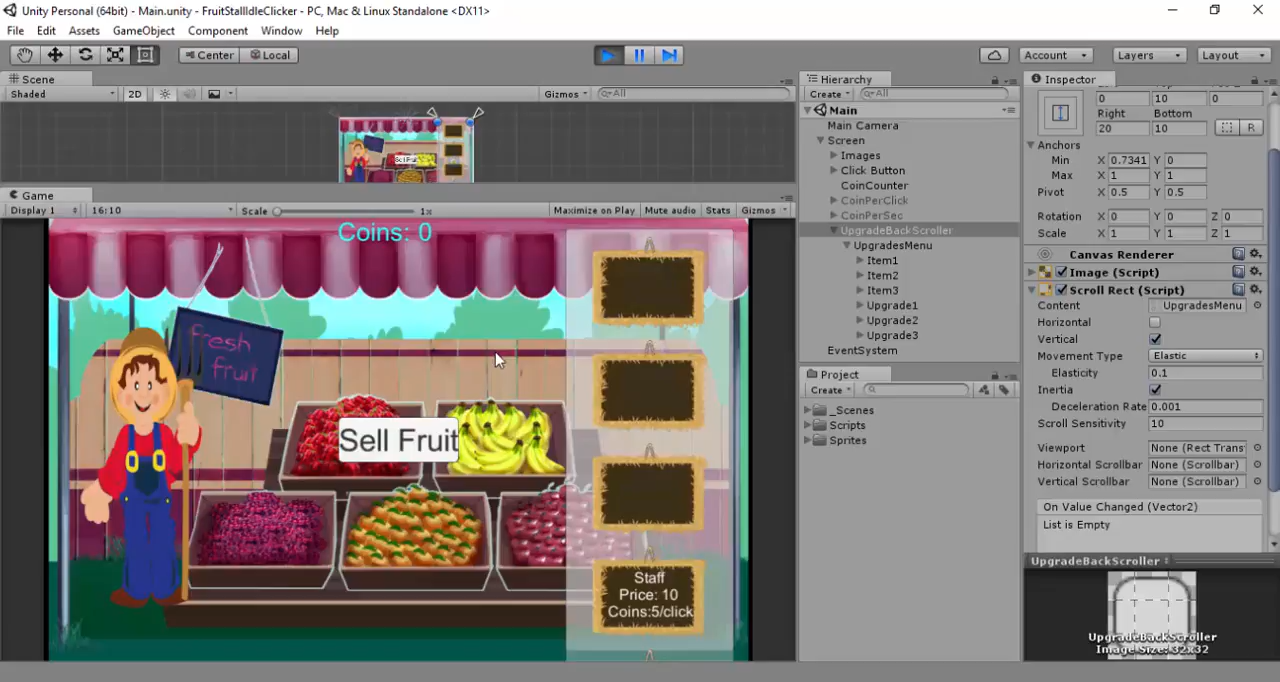 Unity Personal (64bit) - Main.unity - FruitStallIdleClicker - PC, Mac & Linux Standalone <DX11>
File Edit Assets GameObject Component Window Help
Center Local Account Layers Layout
Scene
Shaded 2D Gizmos All
Sell Fruit
Game
Display 1 16:10 Scale 1x Maximize on Play Mute audio Stats Gizmos
Coins: 0
fresh
fruit
Sell Fruit
Staff
Price: 10
Coins:5/click
Hierarchy
Create All
Main
Main Camera
Screen
Images
Click Button
CoinCounter
CoinPerClick
CoinPerSec
UpgradeBackScroller
UpgradesMenu
Item1
Item2
Item3
Upgrade1
Upgrade2
Upgrade3
EventSystem
Project
Create
_Scenes
Scripts
Sprites
Inspector
0 10 0
Right Bottom
20 10 R
Anchors
Min X 0.7341 Y 0
Max X 1 Y 1
Pivot X 0.5 Y 0.5
Rotation X 0 Y 0 Z 0
Scale X 1 Y 1 Z 1
Canvas Renderer
Image (Script)
Scroll Rect (Script)
Content UpgradesMenu
Horizontal
Vertical
Movement Type Elastic
Elasticity 0.1
Inertia
Deceleration Rate 0.001
Scroll Sensitivity 10
Viewport None (Rect Trans
Horizontal Scrollbar None (Scrollbar)
Vertical Scrollbar None (Scrollbar)
On Value Changed (Vector2)
List is Empty
UpgradeBackScroller
UpgradeBackScroller
Image Size: 32x32